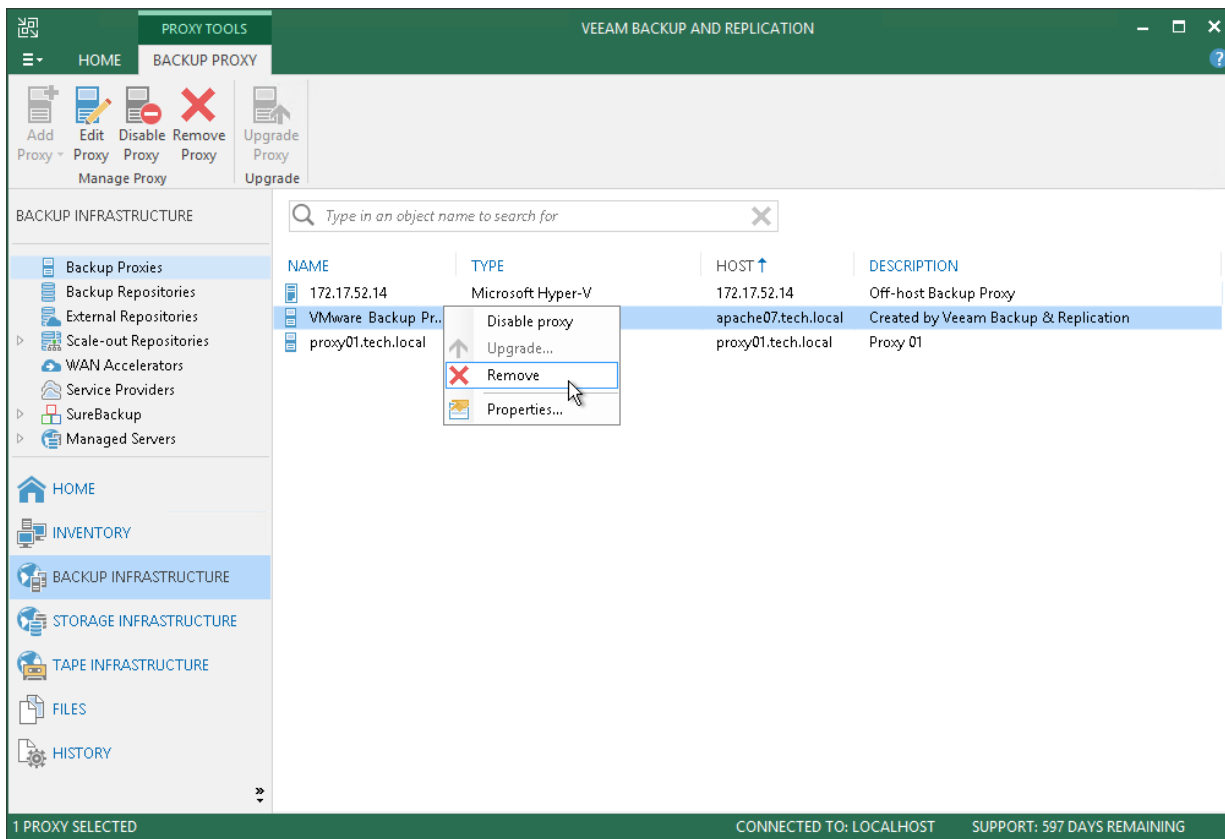 PROXY TOOLS
VEEAM BACKUP AND REPLICATION
HOME
BACKUP PROXY
?
Add Proxy
Edit Proxy
Disable Proxy
Remove Proxy
Upgrade Proxy
Manage Proxy
Upgrade
BACKUP INFRASTRUCTURE
Type in an object name to search for
Backup Proxies
Backup Repositories
External Repositories
Scale-out Repositories
WAN Accelerators
Service Providers
SureBackup
Managed Servers
NAME TYPE HOST DESCRIPTION
172.17.52.14 Microsoft Hyper-V 172.17.52.14 Off-host Backup Proxy
VMware Backup Pr... apache07.tech.local Created by Veeam Backup & Replication
proxy01.tech.local proxy01.tech.local Proxy 01
Disable proxy
Upgrade...
Remove
Properties...
HOME
INVENTORY
BACKUP INFRASTRUCTURE
STORAGE INFRASTRUCTURE
TAPE INFRASTRUCTURE
FILES
HISTORY
1 PROXY SELECTED
CONNECTED TO: LOCALHOST
SUPPORT: 597 DAYS REMAINING